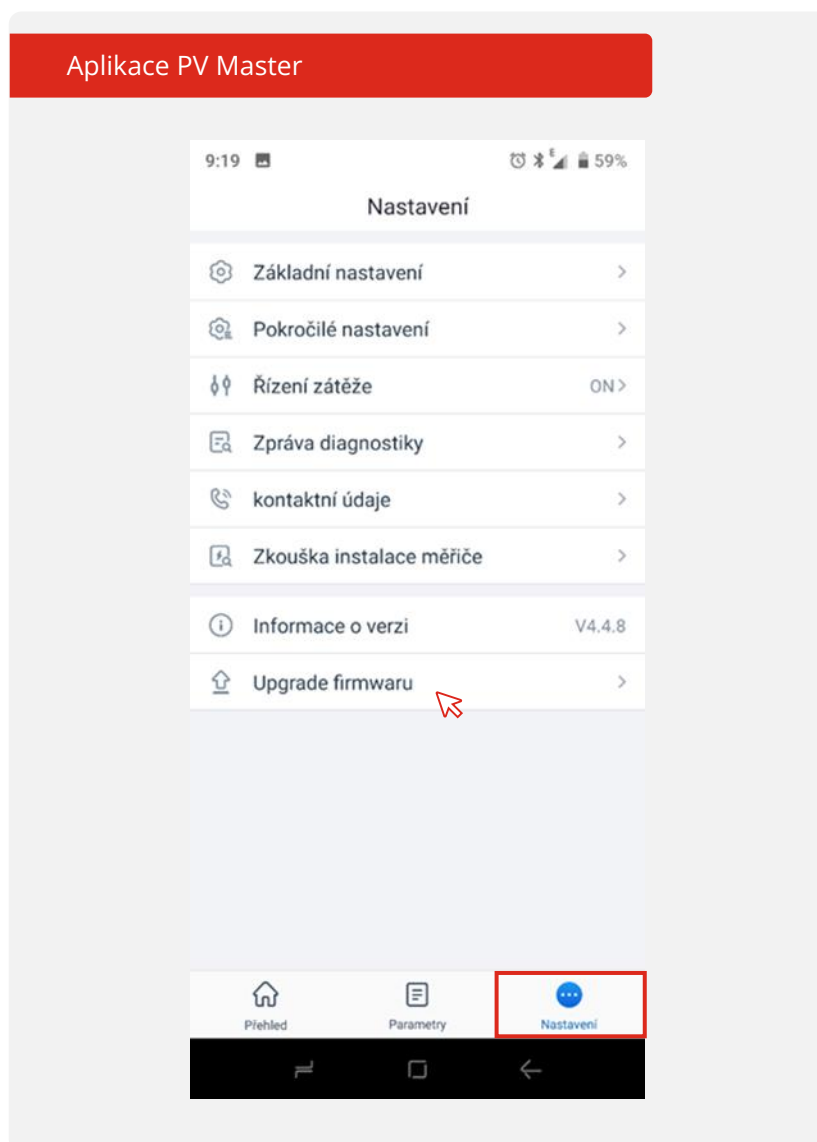 Aplikace PV Master
9:19 E 59%
Nastavení
Základní nastavení
Pokročilé nastavení
Řízení zátěže ON
Zpráva diagnostiky
kontaktní údaje
Zkouška instalace měřiče
Informace o verzi V4.4.8
Upgrade firmwaru
Přehled Parametry Nastavení